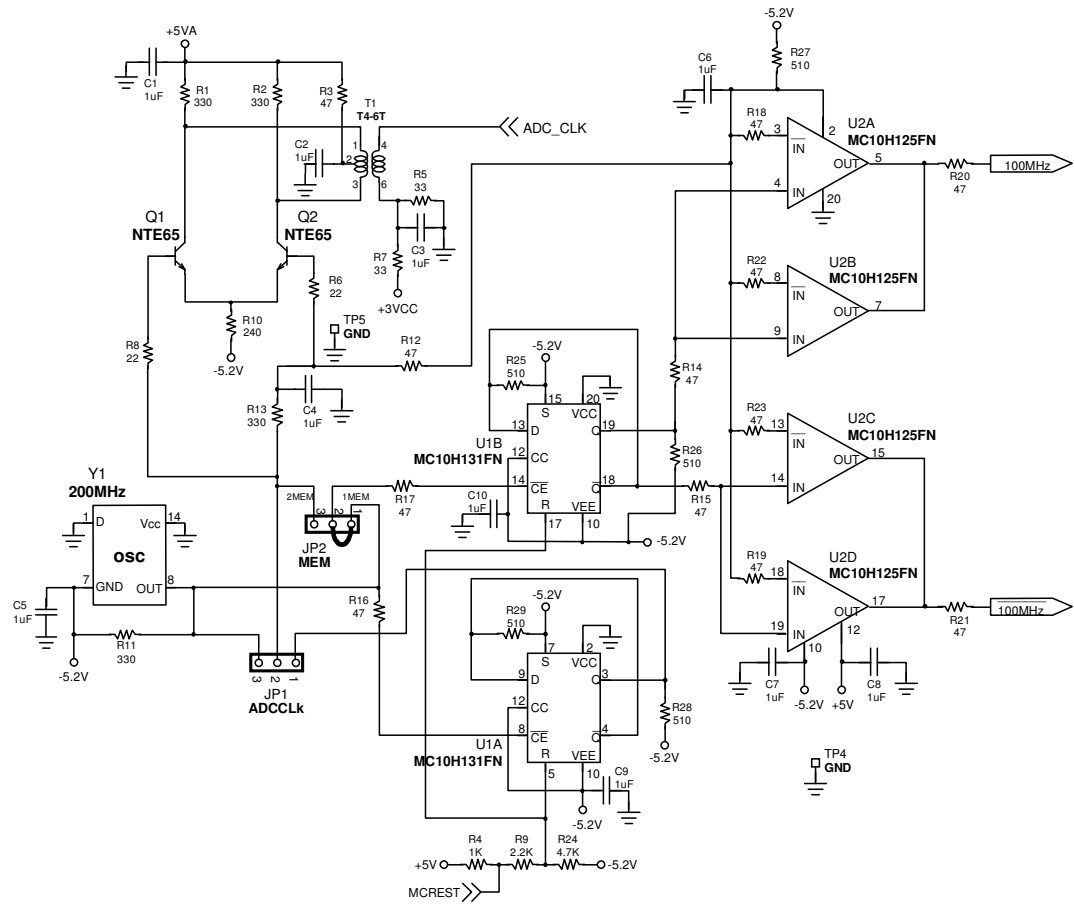 +5VA
C1
1uF
R1
330
R2
330
R3
47
T1
T4-6T
1
2
3
4
6
ADC_CLK
C2
1uF
R5
33
C3
1uF
R7
33
+3VCC
Q1
NTE65
Q2
NTE65
R6
22
R10
240
-5.2V
TP5
GND
R8
22
R12
47
R13
330
C4
1uF
-5.2V
R27
510
C6
1uF
R18
47
3
IN
2
U2A
MC10H125FN
OUT
5
4
IN
20
R20
47
100MHz
R22
47
8
IN
U2B
MC10H125FN
OUT
7
9
IN
R14
47
R23
47
13
IN
U2C
MC10H125FN
OUT
15
14
IN
R26
510
R15
47
R19
47
18
IN
U2D
MC10H125FN
OUT
17
19
IN
10
12
R21
47
100MHz
C7
1uF
-5.2V
+5V
C8
1uF
TP4
GND
-5.2V
R25
510
15
20
S
VCC
13
D
Q
19
12
CC
14
CE
Q
18
R
VEE
17
10
U1B
MC10H131FN
C10
1uF
-5.2V
R17
47
2MEM
1MEM
3
2
1
JP2
MEM
Y1
200MHz
1
D
Vcc
14
OSC
7
GND
OUT
8
C5
1uF
R11
330
-5.2V
R16
47
3
2
1
JP1
ADCCLk
-5.2V
R29
510
7
2
S
VCC
9
D
Q
3
12
CC
8
CE
Q
4
R
VEE
5
10
U1A
MC10H131FN
R28
510
-5.2V
C9
1uF
-5.2V
R4
1K
R9
2.2K
R24
4.7K
+5V
-5.2V
MCREST